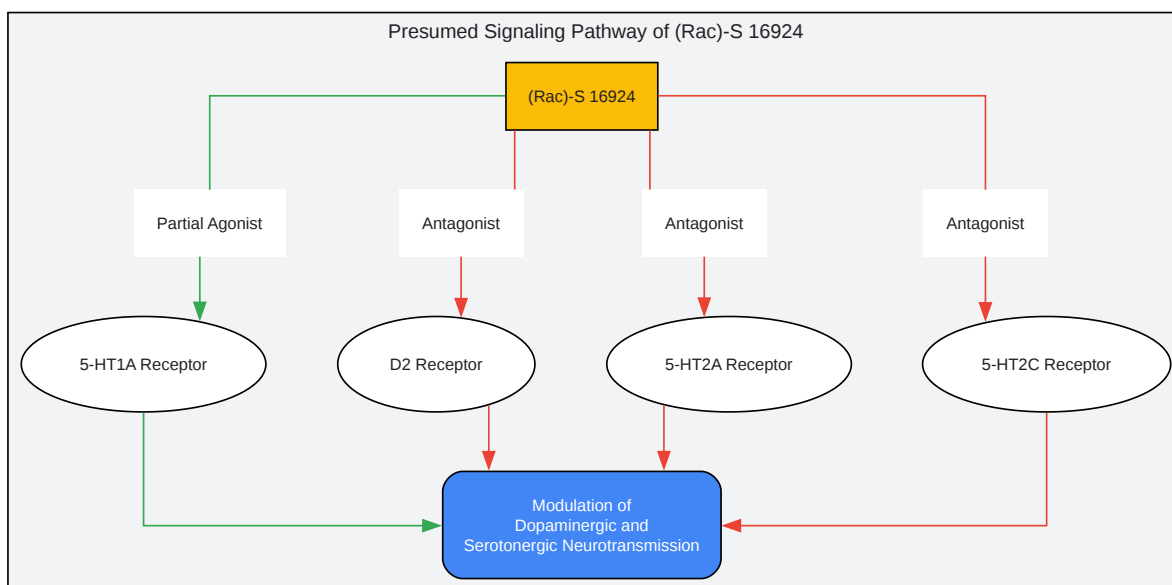 Presumed Signaling Pathway of (Rac)-S 16924
(Rac)-S 16924
Partial Agonist
Antagonist
Antagonist
Antagonist
5-HT1A Receptor
D2 Receptor
5-HT2A Receptor
5-HT2C Receptor
Modulation of
Dopaminergic and
Serotonergic Neurotransmission